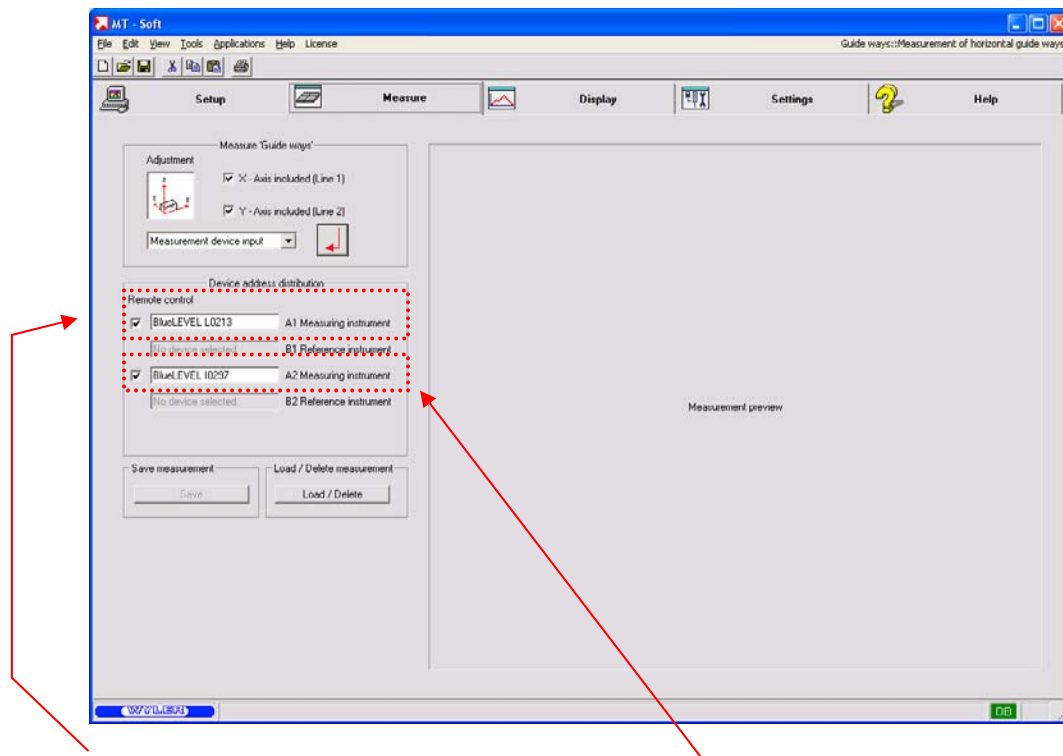 MT - Soft
File Edit View Tools Applications Help License
Guide ways::Measurement of horizontal guide ways
Setup Measure Display Settings Help
Measure 'Guide ways'
Adjustment
X - Axis included (Line 1)
Y - Axis included (Line 2)
Measurement device input
Device address distribution
Remote control
BlueLEVEL L0213 A1 Measuring instrument
No device selected B1 Reference instrument
BlueLEVEL I0297 A2 Measuring instrument
No device selected B2 Reference instrument
Measurement preview
Save measurement Load / Delete measurement
Save Load / Delete
WYLER
DB